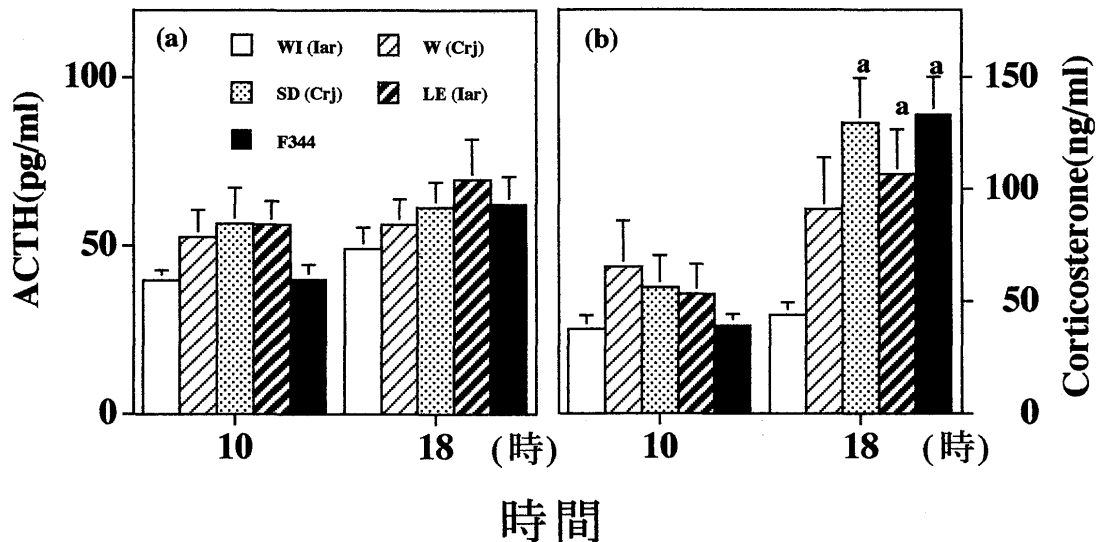 (a)
WI (Iar)
W (Crj)
SD (Crj)
LE (Iar)
F344
ACTH(pg/ml)
100
50
0
10
18
(時)
(b)
a
a
a
150
100
50
0
Corticosterone(ng/ml)
10
18
(時)
時間